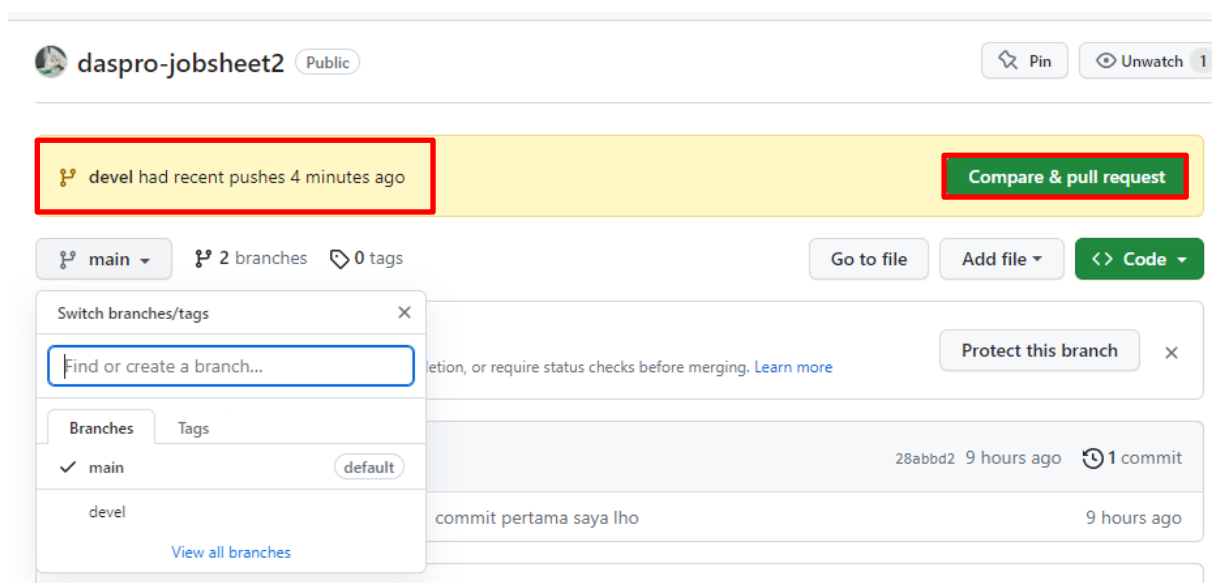 daspro-jobsheet2 Public Pin Unwatch 1
devel had recent pushes 4 minutes ago Compare & pull request
main 2 branches 0 tags Go to file Add file <> Code
Switch branches/tags
Find or create a branch...
Protect this branch
letion, or require status checks before merging. Learn more
Branches Tags
main default
28abbd2 9 hours ago 1 commit
devel
commit pertama saya lho 9 hours ago
View all branches